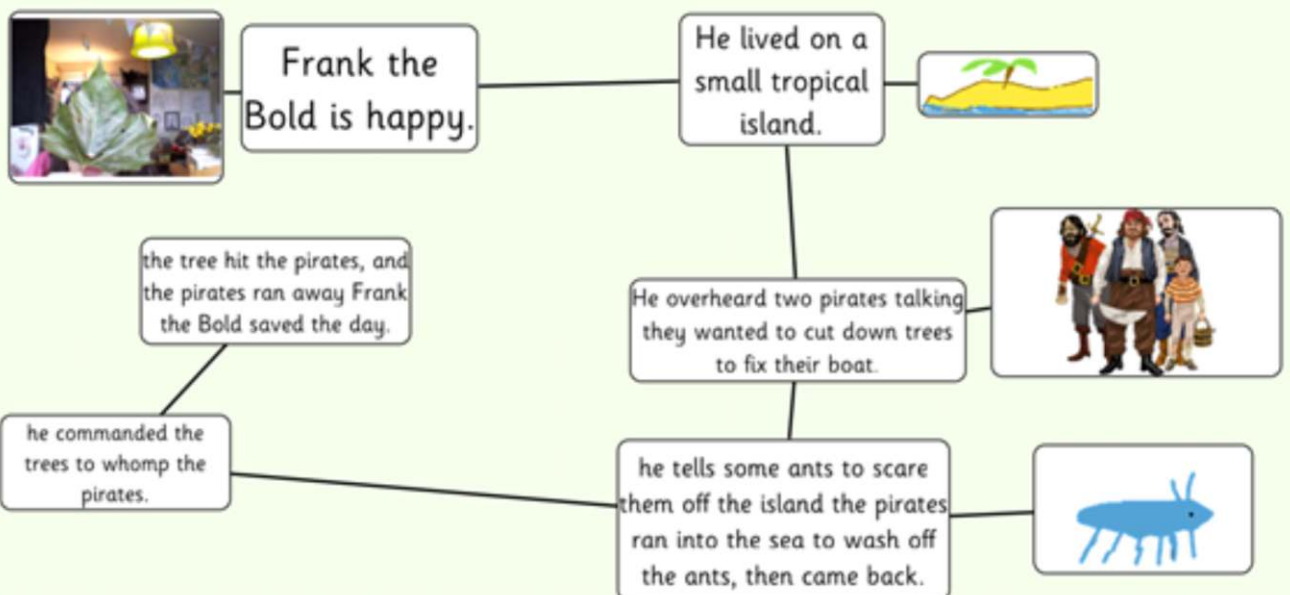 Frank the
Bold is happy.
He lived on a
small tropical
island.
He overheard two pirates talking
they wanted to cut down trees
to fix their boat.
he tells some ants to scare
them off the island the pirates
ran into the sea to wash off
the ants, then came back.
he commanded the
trees to whomp the
pirates.
the tree hit the pirates, and
the pirates ran away Frank
the Bold saved the day.